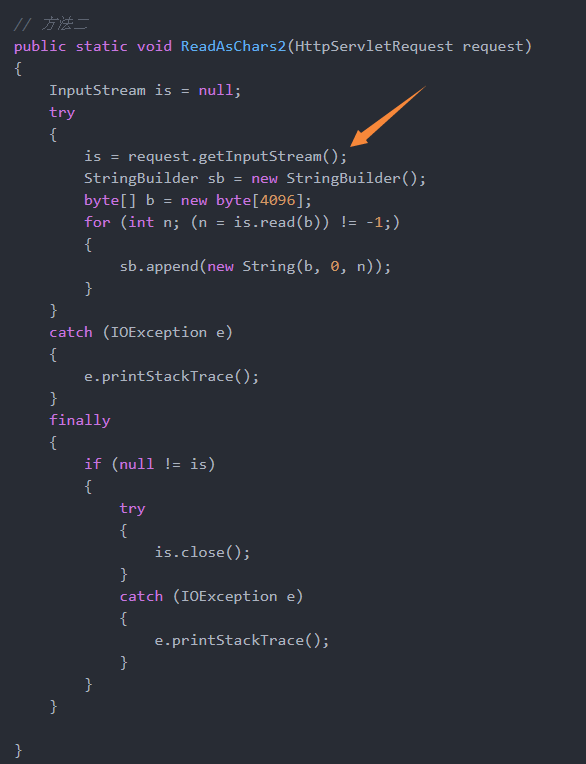 // 方法二
public static void ReadAsChars2(HttpServletRequest request)
{
    InputStream is = null;
    try
    {
        is = request.getInputStream();
        StringBuilder sb = new StringBuilder();
        byte[] b = new byte[4096];
        for (int n; (n = is.read(b)) != -1;)
        {
            sb.append(new String(b, 0, n));
        }
    }
    catch (IOException e)
    {
        e.printStackTrace();
    }
    finally
    {
        if (null != is)
        {
            try
            {
                is.close();
            }
            catch (IOException e)
            {
                e.printStackTrace();
            }
        }
    }

}